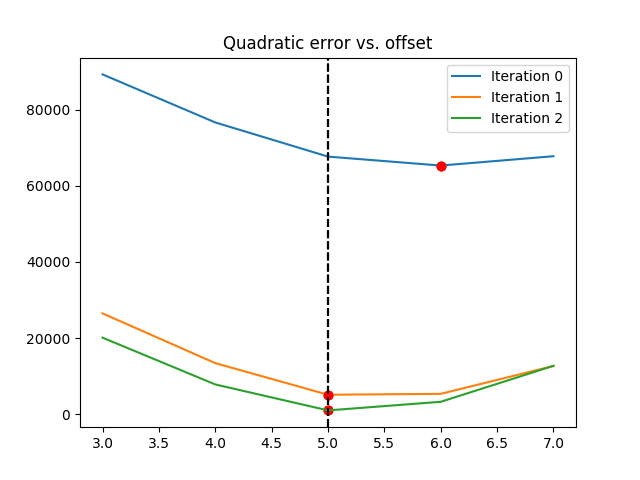 Quadratic error vs. offset
Iteration 0
Iteration 1
Iteration 2
80000
60000
40000
20000
0
3.0 3.5 4.0 4.5 5.0 5.5 6.0 6.5 7.0